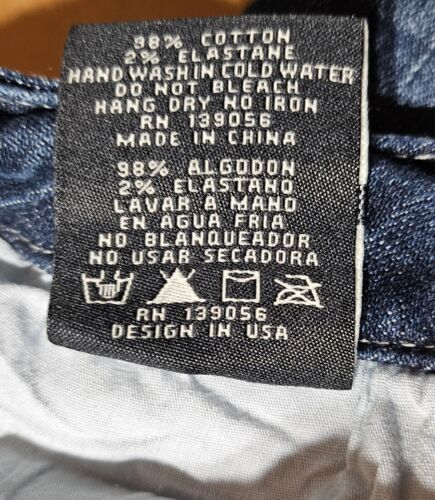 98% COTTON
2% ELASTANE
HAND WASH IN COLD WATER
DO NOT BLEACH
HANG DRY NO IRON
RN 139056
MADE IN CHINA
98% ALGODON
2% ELASTANO
LAVAR A MANO
EN AGUA FRIA
NO BLANQUEADOR
NO USAR SECADORA
RN 139056
DESIGN IN USA